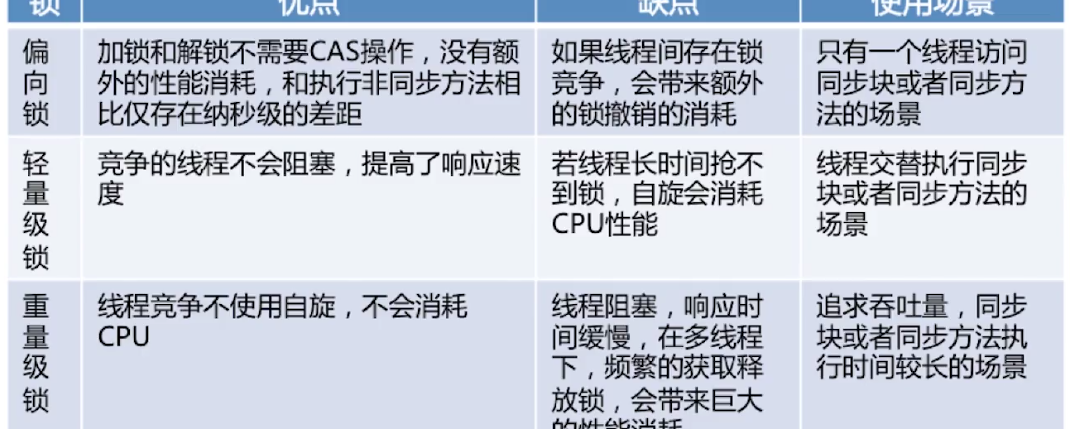 锁 优点 缺点 使用场景
偏向锁
加锁和解锁不需要CAS操作，没有额
外的性能消耗，和执行非同步方法相
比仅存在纳秒级的差距
如果线程间存在锁
竞争，会带来额外
的锁撤销的消耗
只有一个线程访问
同步块或者同步方
法的场景
轻量级锁
竞争的线程不会阻塞，提高了响应速
度
若线程长时间抢不
到锁，自旋会消耗
CPU性能
线程交替执行同步
块或者同步方法的
场景
重量级锁
线程竞争不使用自旋，不会消耗
CPU
线程阻塞，响应时
间缓慢，在多线程
下，频繁的获取释
放锁，会带来巨大
的性能消耗
追求吞吐量，同步
块或者同步方法执
行时间较长的场景